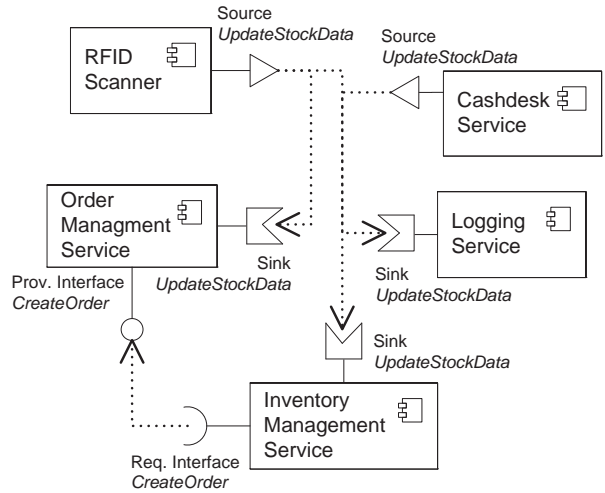 Source
UpdateStockData
RFID
Scanner
Source
UpdateStockData
Cashdesk
Service
Order
Managment
Service
Sink
UpdateStockData
Logging
Service
Sink
UpdateStockData
Prov. Interface
CreateOrder
Sink
UpdateStockData
Inventory
Management
Service
Req. Interface
CreateOrder